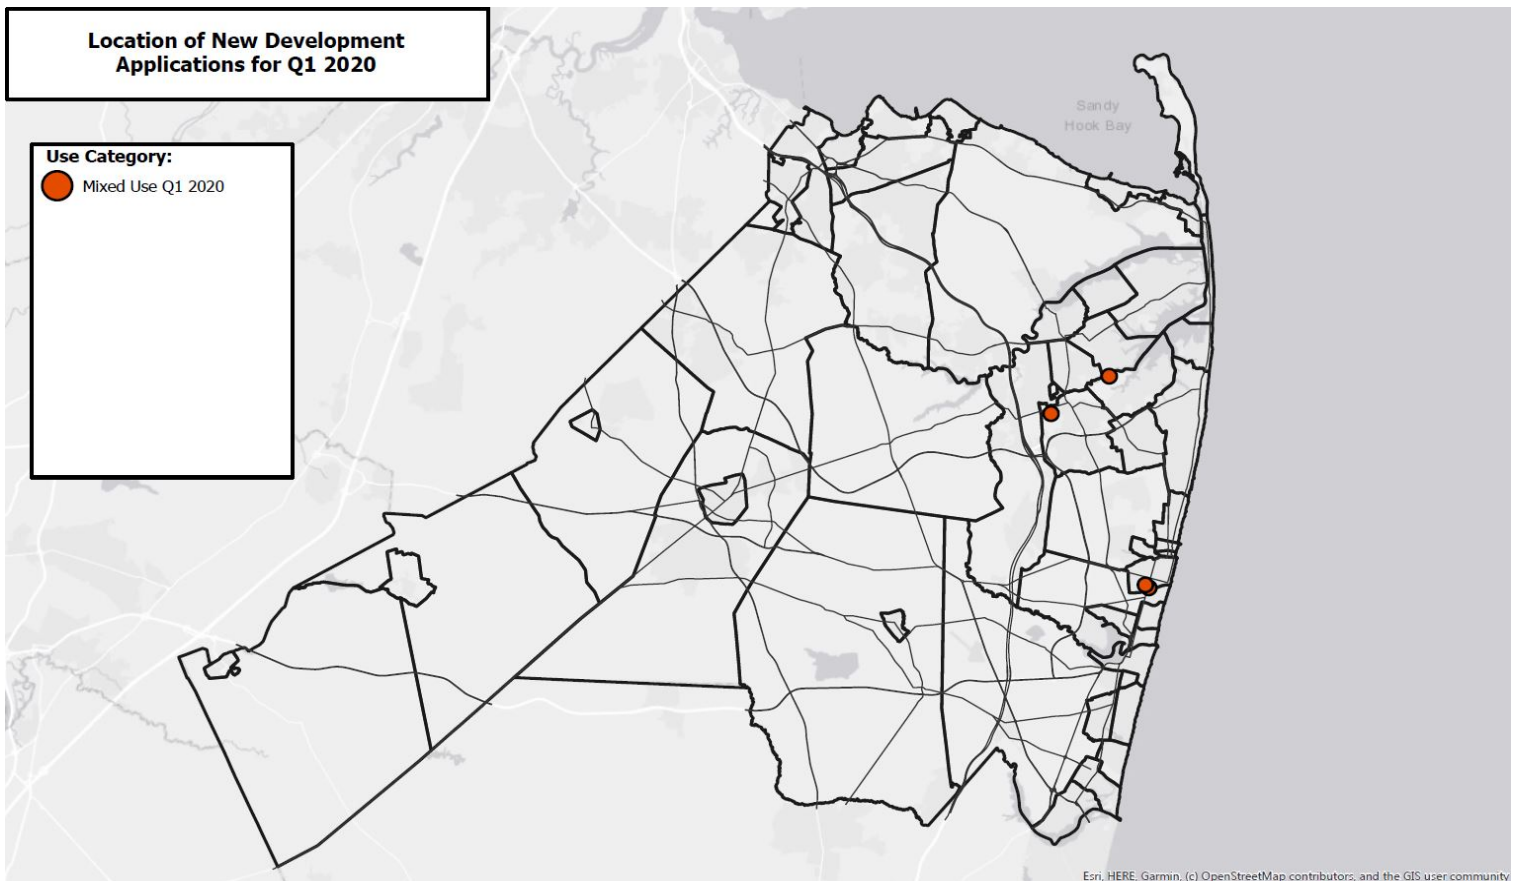 Location of New Development
Applications for Q1 2020
Sandy
Hook Bay
Use Category:
Mixed Use Q1 2020
Esri, HERE, Garmin, (c) OpenStreetMap contributors, and the GIS user community